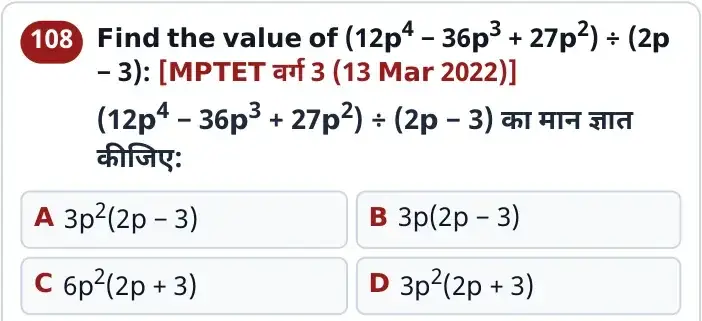 108 Find the value of (12p⁴ – 36p³ + 27p²) ÷ (2p
– 3): [MPTET वर्ग 3 (13 Mar 2022)]
(12p⁴ – 36p³ + 27p²) ÷ (2p – 3) का मान ज्ञात
कीजिए:
A 3p²(2p – 3)
B 3p(2p – 3)
C 6p²(2p + 3)
D 3p²(2p + 3)